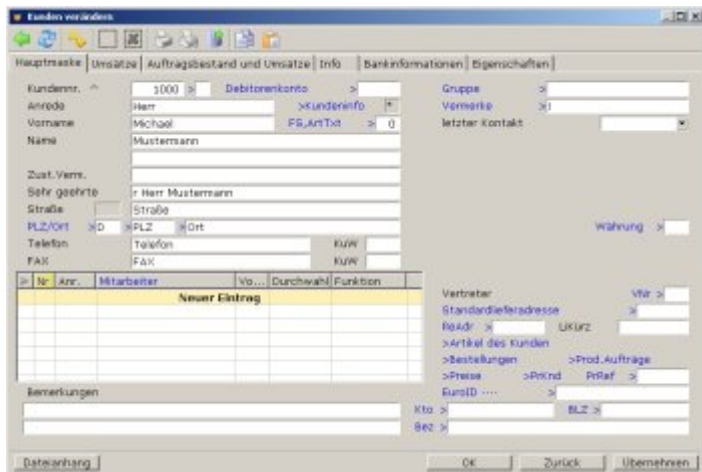 Kunden verändern
Hauptmaske Umsätze Auftragsbestand und Umsätze Info Bankinformationen Eigenschaften
Kundennr. ^ 1000 > Debitorenkonto > Gruppe >
Anrede Herr >Kundeninfo * Vermerke >!
Vorname Michael FG,ArtTxt > 0 letzter Kontakt
Name Mustermann
Zust.Verm.
Sehr geehrte r Herr Mustermann
Straße Straße
PLZ/Ort >D >PLZ >Ort Währung >
Telefon Telefon KuW
FAX FAX KuW
> Nr Anr. Mitarbeiter Vo... Durchwahl Funktion
Neuer Eintrag
Vertreter VNr >
Standardlieferadresse >
ReAdr > LiKürz
>Artikel des Kunden
>Bestellungen >Prod.Aufträge
>Preise >PrKnd PrRef >
Bemerkungen EuroID ---- >
Kto > BLZ >
Bez >
Dateianhang OK Zurück Übernehmen